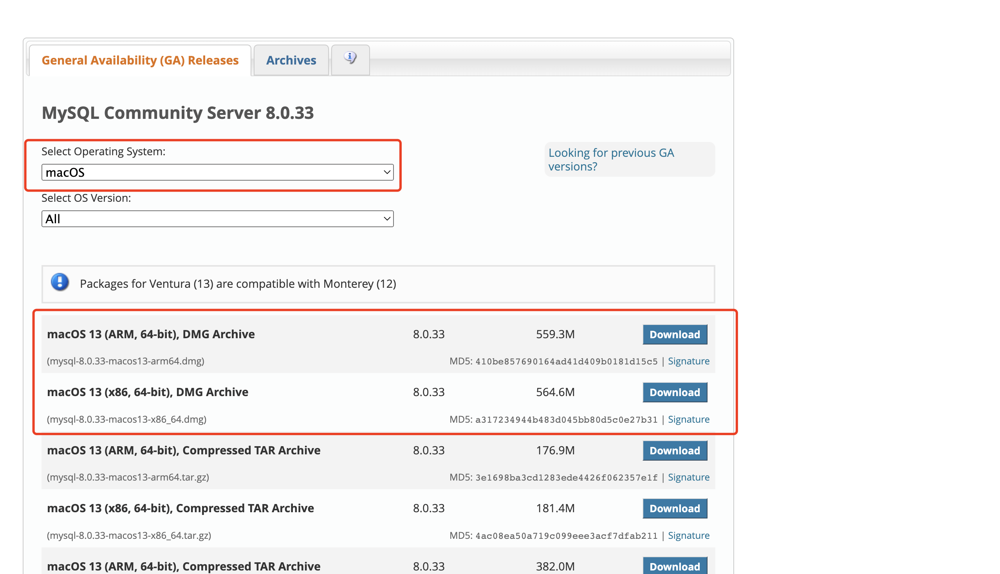 General Availability (GA) Releases
Archives
MySQL Community Server 8.0.33
Select Operating System:
macOS
Looking for previous GA
versions?
Select OS Version:
All
Packages for Ventura (13) are compatible with Monterey (12)
macOS 13 (ARM, 64-bit), DMG Archive 8.0.33 559.3M Download
(mysql-8.0.33-macos13-arm64.dmg) MD5: 410be857690164ad41d409b0181d15c5 | Signature
macOS 13 (x86, 64-bit), DMG Archive 8.0.33 564.6M Download
(mysql-8.0.33-macos13-x86_64.dmg) MD5: a317234944b483d045bb80d5c0e27b31 | Signature
macOS 13 (ARM, 64-bit), Compressed TAR Archive 8.0.33 176.9M Download
(mysql-8.0.33-macos13-arm64.tar.gz) MD5: 3e1698ba3cd1283ede4426f062357e1f | Signature
macOS 13 (x86, 64-bit), Compressed TAR Archive 8.0.33 181.4M Download
(mysql-8.0.33-macos13-x86_64.tar.gz) MD5: 4ac08ea50a719c099eee3acf7dfab211 | Signature
macOS 13 (ARM, 64-bit), Compressed TAR Archive 8.0.33 382.0M Download